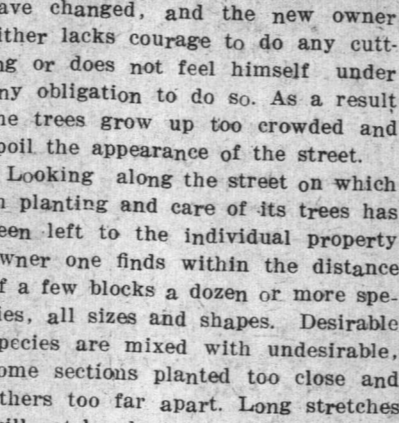 ave changed, and the new owner
ither lacks courage to do any cutt-
ng or does not feel himself under
ny obligation to do so. As a result
he trees grow up too crowded and
poil the appearance of the street.
Looking along the street on which
n planting and care of its trees has
een left to the individual property
wner one finds within the distance
f a few blocks a dozen or more spe-
ies, all sizes and shapes. Desirable
pecies are mixed with undesirable,
ome sections planted too close and
thers too far apart. Long stretches